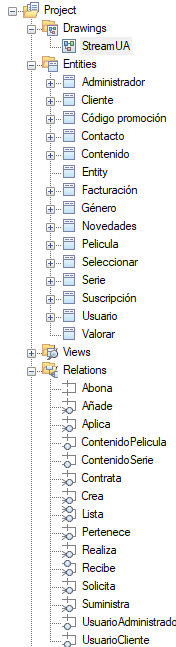 Project
Drawings
StreamUA
Entities
Administrador
Cliente
Código promoción
Contacto
Contenido
Entity
Facturación
Género
Novedades
Pelicula
Seleccionar
Serie
Suscripción
Usuario
Valorar
Views
Relations
Abona
Añade
Aplica
ContenidoPelicula
ContenidoSerie
Contrata
Crea
Lista
Pertenece
Realiza
Recibe
Solicita
Suministra
UsuarioAdministrado
UsuarioCliente